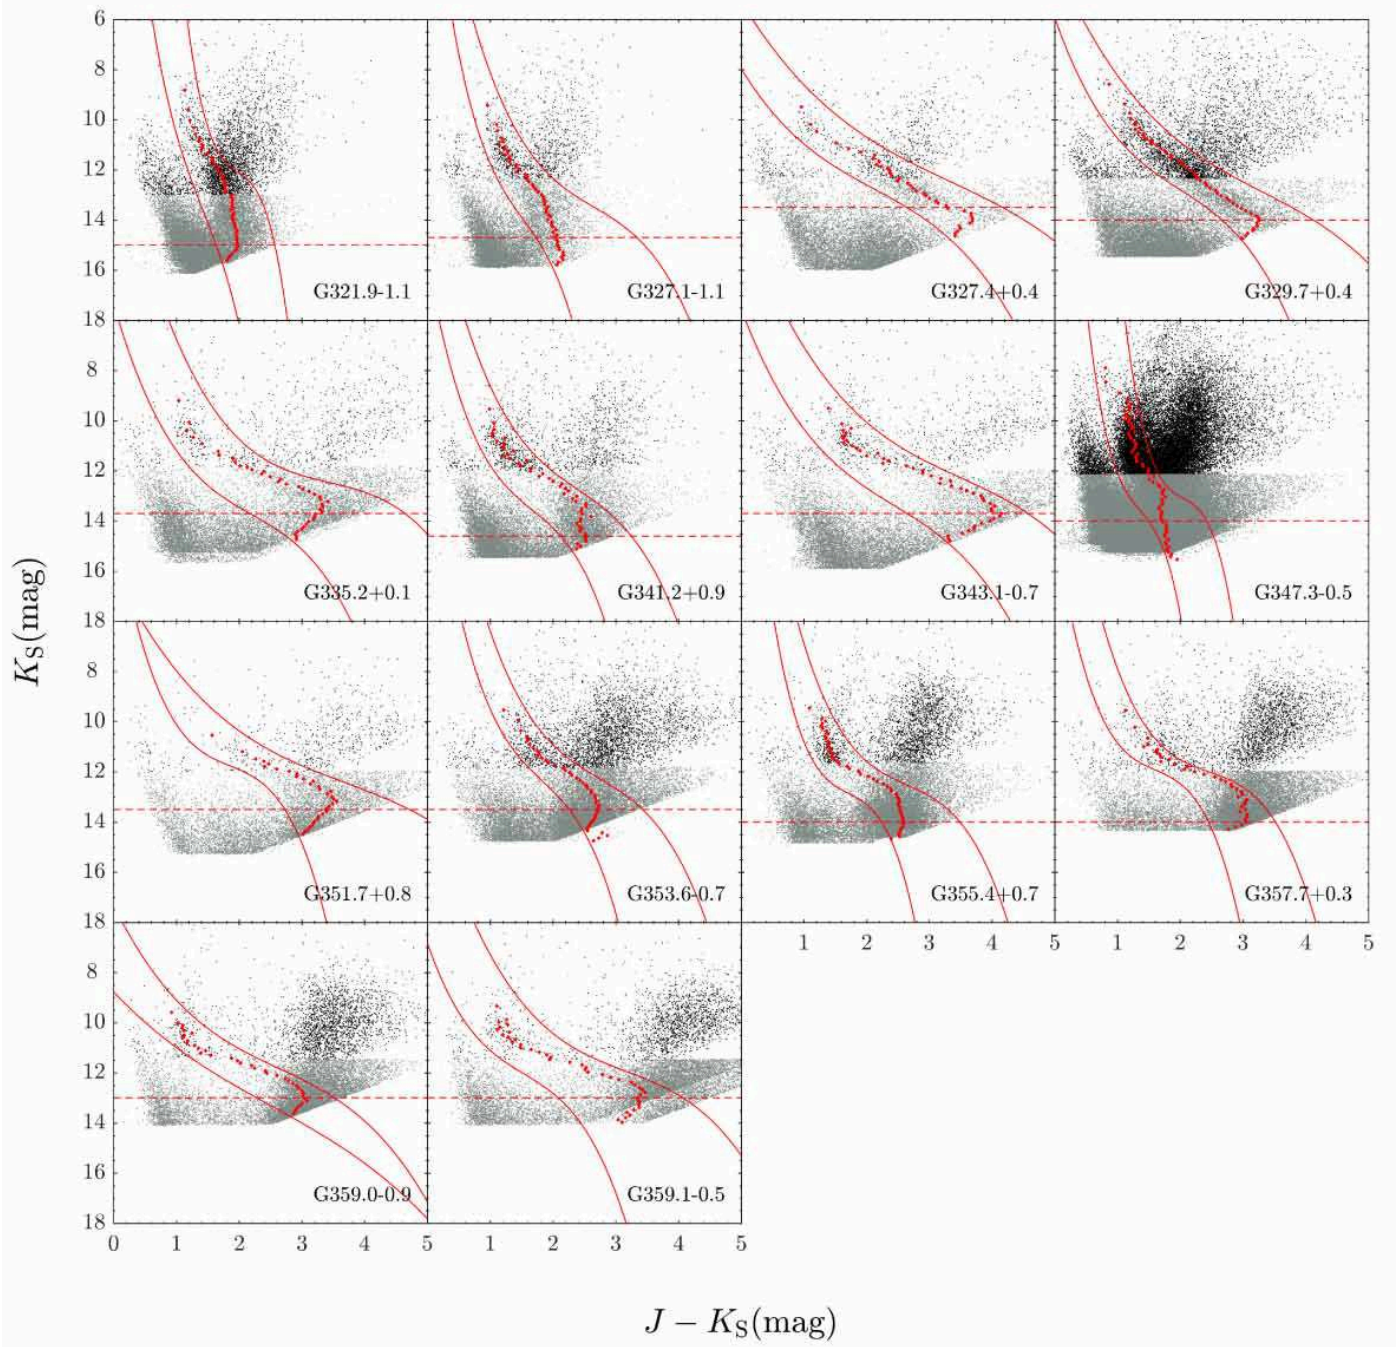 6
8
10
12
14
16
18
G321.9-1.1
G327.1-1.1
G327.4+0.4
G329.7+0.4
8
10
12
14
16
18
G335.2+0.1
G341.2+0.9
G343.1-0.7
G347.3-0.5
8
10
12
14
16
18
G351.7+0.8
G353.6-0.7
G355.4+0.7
G357.7+0.3
1 2 3 4 5 1 2 3 4 5
8
10
12
14
16
18
G359.0-0.9
G359.1-0.5
0 1 2 3 4 5 1 2 3 4 5
K_S(mag)
J − K_S(mag)